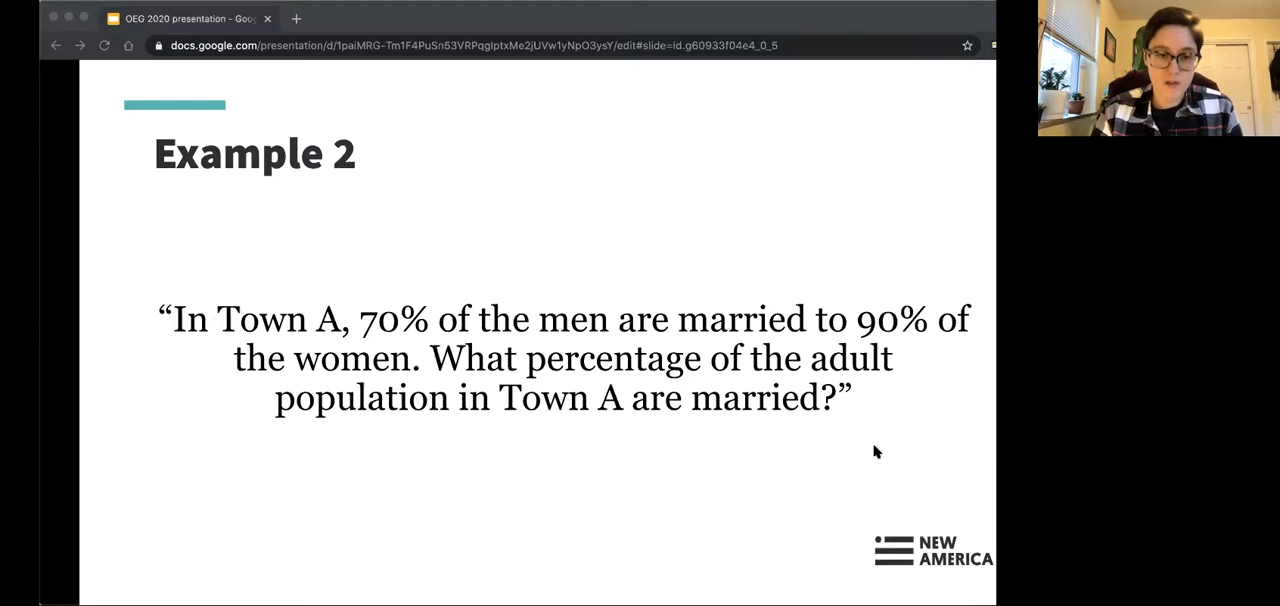 OEG 2020 presentation - Goo
docs.google.com/presentation/d/1paiMRG-Tm1F4PuSn53VRPqgIptxMe2jUVw1yNpO3ysY/edit#slide=id.g60933f04e4_0_5
Example 2
“In Town A, 70% of the men are married to 90% of
the women. What percentage of the adult
population in Town A are married?”
NEW
AMERICA